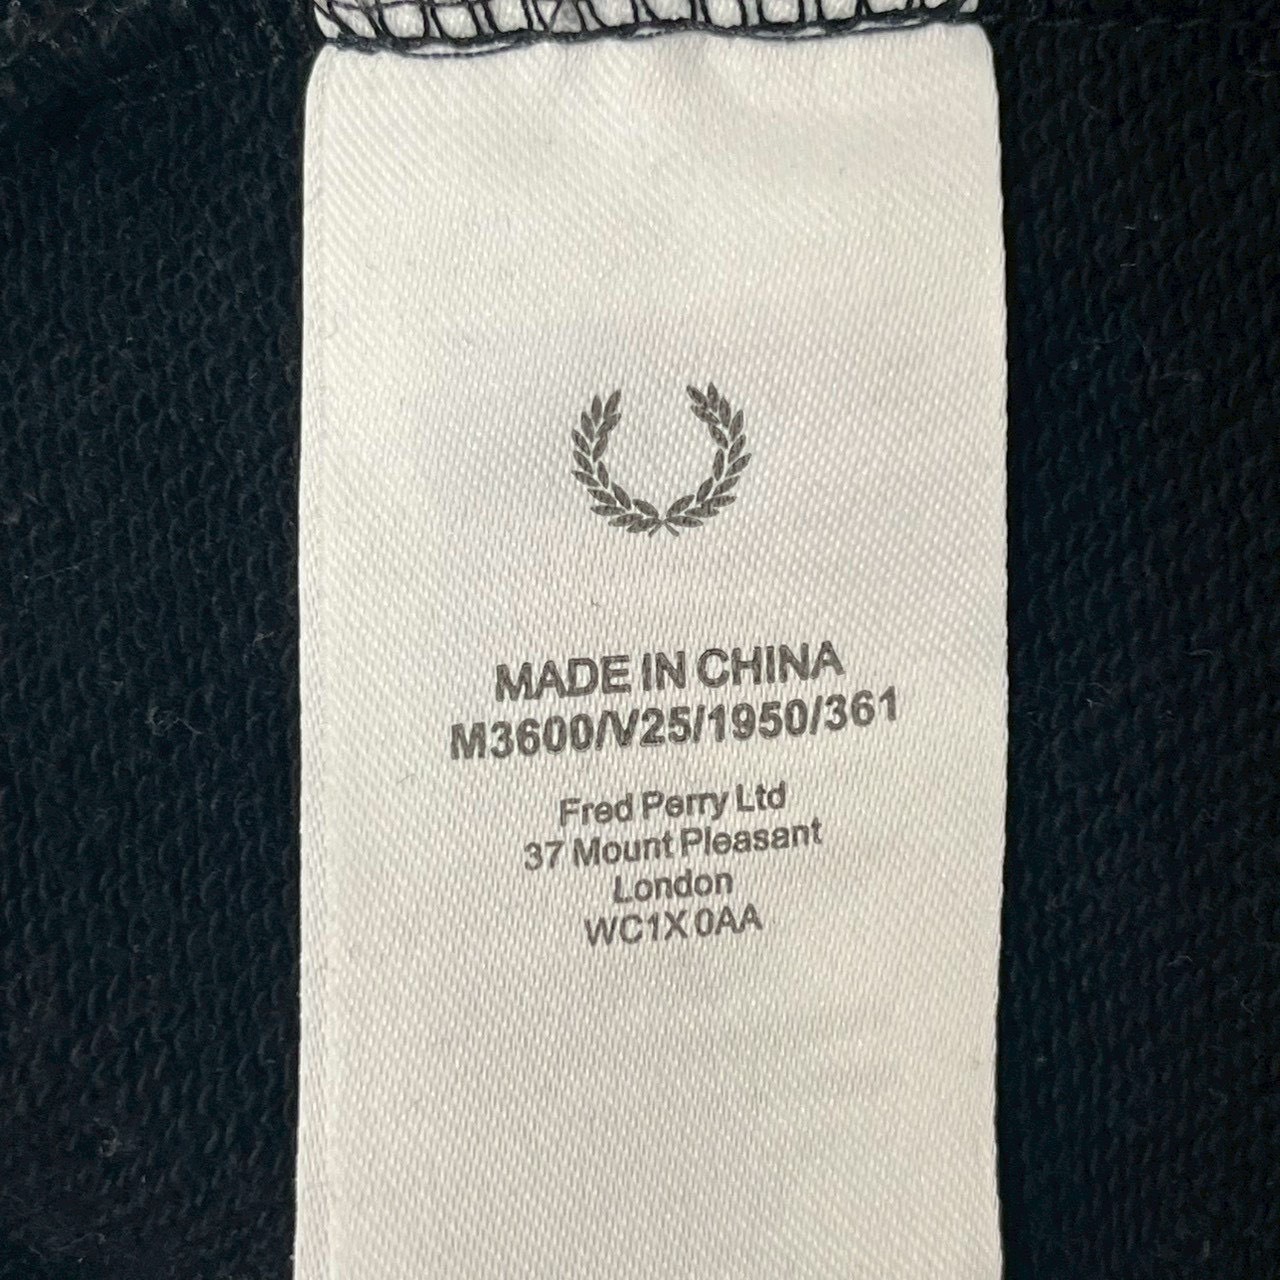 MADE IN CHINA
M3600/V25/1950/361
Fred Perry Ltd
37 Mount Pleasant
London
WC1X 0AA